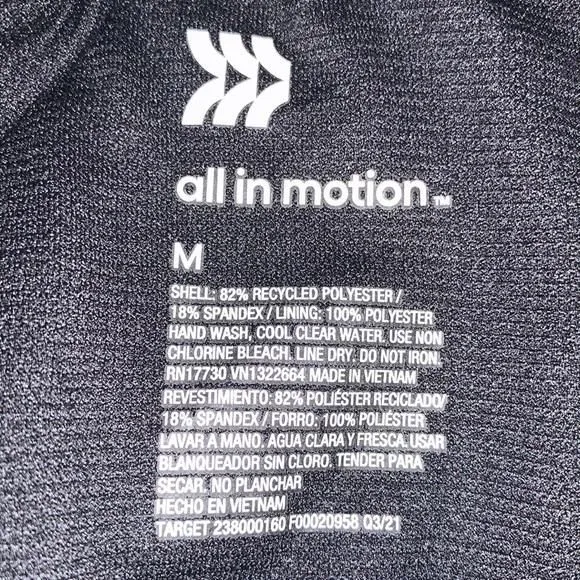 all in motion™
M
SHELL: 82% RECYCLED POLYESTER /
18% SPANDEX / LINING: 100% POLYESTER
HAND WASH, COOL CLEAR WATER. USE NON
CHLORINE BLEACH. LINE DRY. DO NOT IRON.
RN17730 VN1322664 MADE IN VIETNAM
REVESTIMIENTO: 82% POLIÉSTER RECICLADO/
18% SPANDEX / FORRO: 100% POLIÉSTER
LAVAR A MANO. AGUA CLARA Y FRESCA. USAR
BLANQUEADOR SIN CLORO. TENDER PARA
SECAR. NO PLANCHAR
HECHO EN VIETNAM
TARGET 238000160 F00020958 Q3/21